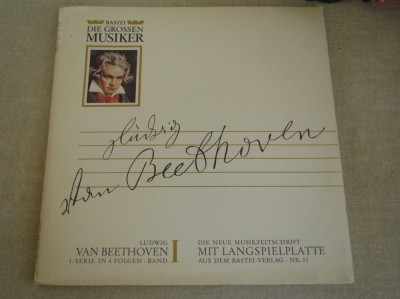 BASTEI
DIE GROSSEN
MUSIKER
Ludwig
van Beethoven
LUDWIG
VAN BEETHOVEN
1. SERIE IN 4 FOLGEN · BAND
I
DIE NEUE MUSIKZEITSCHRIFT
MIT LANGSPIELPLATTE
AUS DEM BASTEI-VERLAG · NR. 11